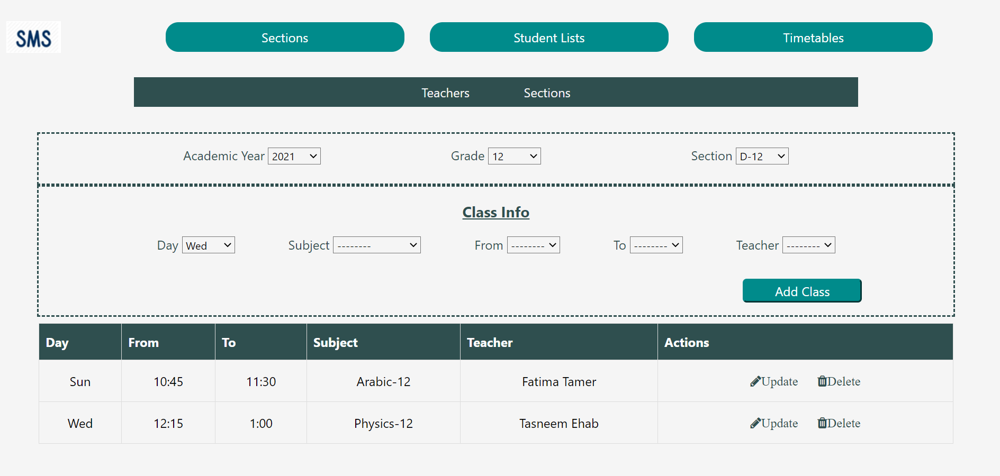 SMS
Sections Student Lists Timetables
Teachers Sections
Academic Year 2021 Grade 12 Section D-12
Class Info
Day Wed Subject -------- From -------- To -------- Teacher --------
Add Class
Day From To Subject Teacher Actions
Sun 10:45 11:30 Arabic-12 Fatima Tamer Update Delete
Wed 12:15 1:00 Physics-12 Tasneem Ehab Update Delete